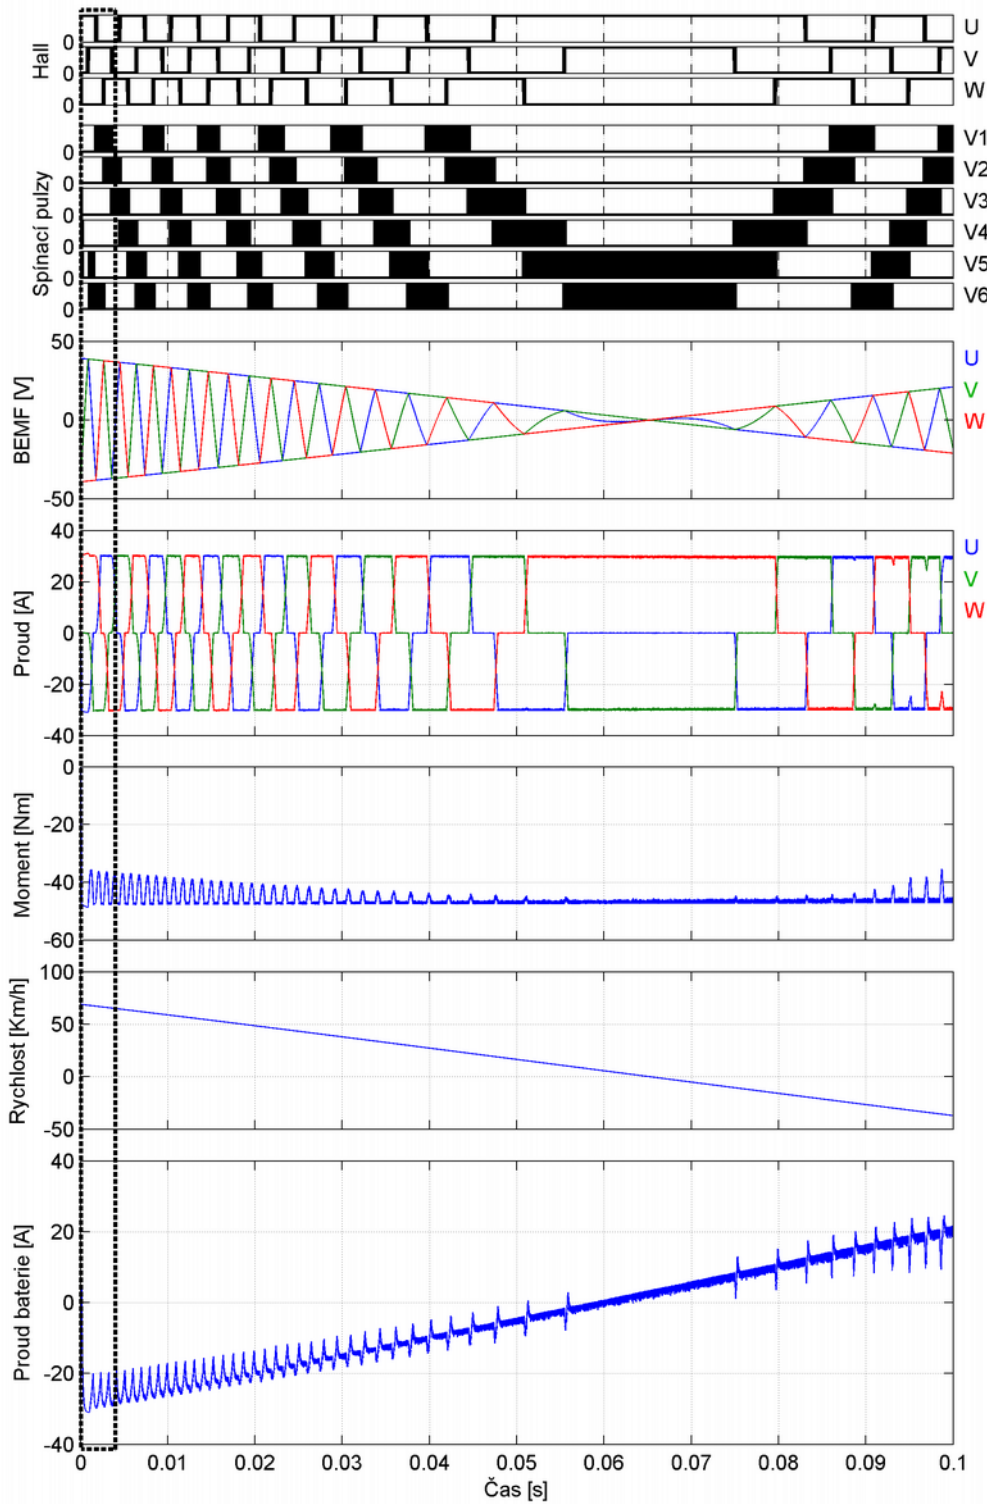 Hall
0
U
0
V
0
W
Spínací pulzy
0
V1
0
V2
0
V3
0
V4
0
V5
0
V6
BEMF [V]
50
0
-50
U
V
W
Proud [A]
40
20
0
-20
-40
U
V
W
Moment [Nm]
0
-20
-40
-60
Rychlost [Km/h]
100
50
0
-50
Proud baterie [A]
40
20
0
-20
-40
0 0.01 0.02 0.03 0.04 0.05 0.06 0.07 0.08 0.09 0.1
Čas [s]